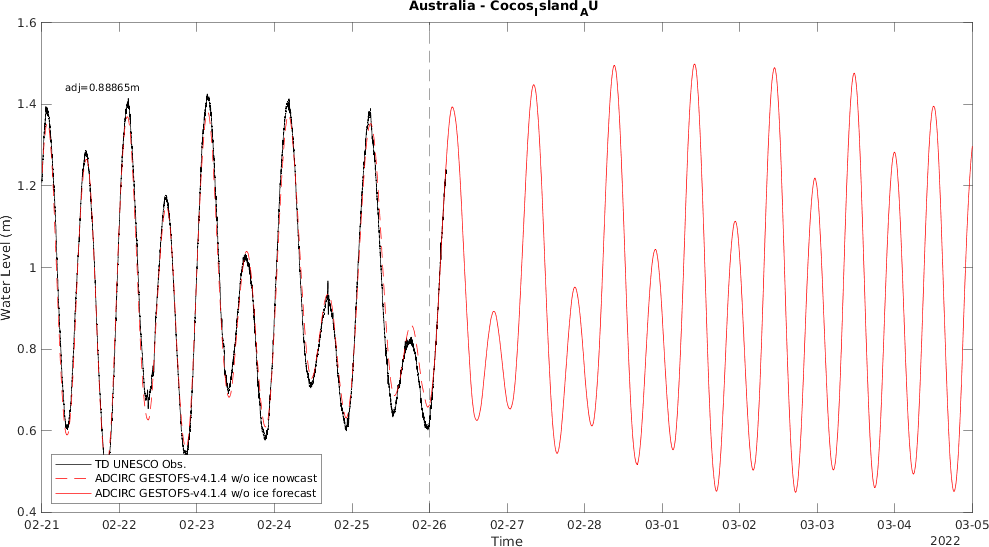 Australia - Cocos_Island_AU
1.6
adj=0.88865m
1.4
1.2
1
0.8
0.6
0.4
Water Level (m)
TD UNESCO Obs.
ADCIRC GESTOFS-v4.1.4 w/o ice nowcast
ADCIRC GESTOFS-v4.1.4 w/o ice forecast
02-21 02-22 02-23 02-24 02-25 02-26 02-27 02-28 03-01 03-02 03-03 03-04 03-05
Time
2022